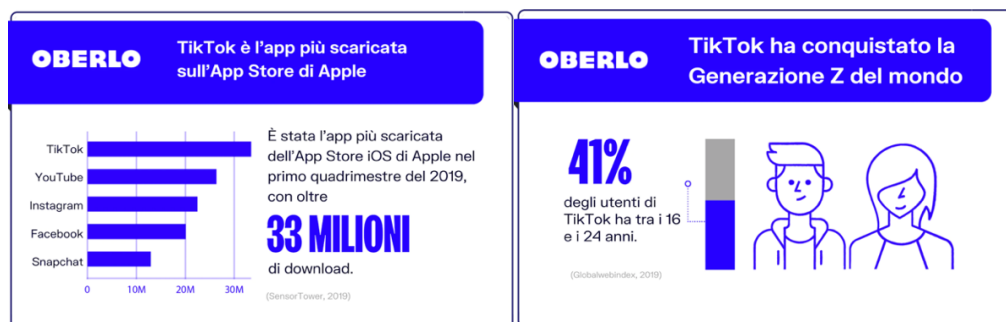 OBERLO
TikTok è l'app più scaricata
sull'App Store di Apple
TikTok
YouTube
Instagram
Facebook
Snapchat
0 10M 20M 30M
È stata l'app più scaricata
dell'App Store iOS di Apple nel
primo quadrimestre del 2019,
con oltre
33 MILIONI
di download.
(SensorTower, 2019)
OBERLO
TikTok ha conquistato la
Generazione Z del mondo
41%
degli utenti di
TikTok ha tra i 16
e i 24 anni.
(Globalwebindex, 2019)